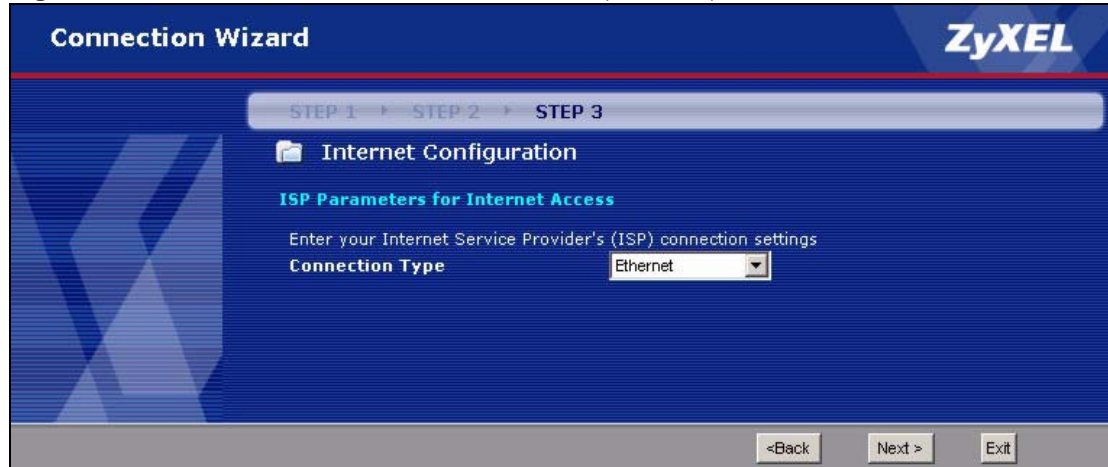 Connection Wizard
ZyXEL
STEP 1 STEP 2 STEP 3
Internet Configuration
ISP Parameters for Internet Access
Enter your Internet Service Provider's (ISP) connection settings
Connection Type Ethernet
<Back Next > Exit